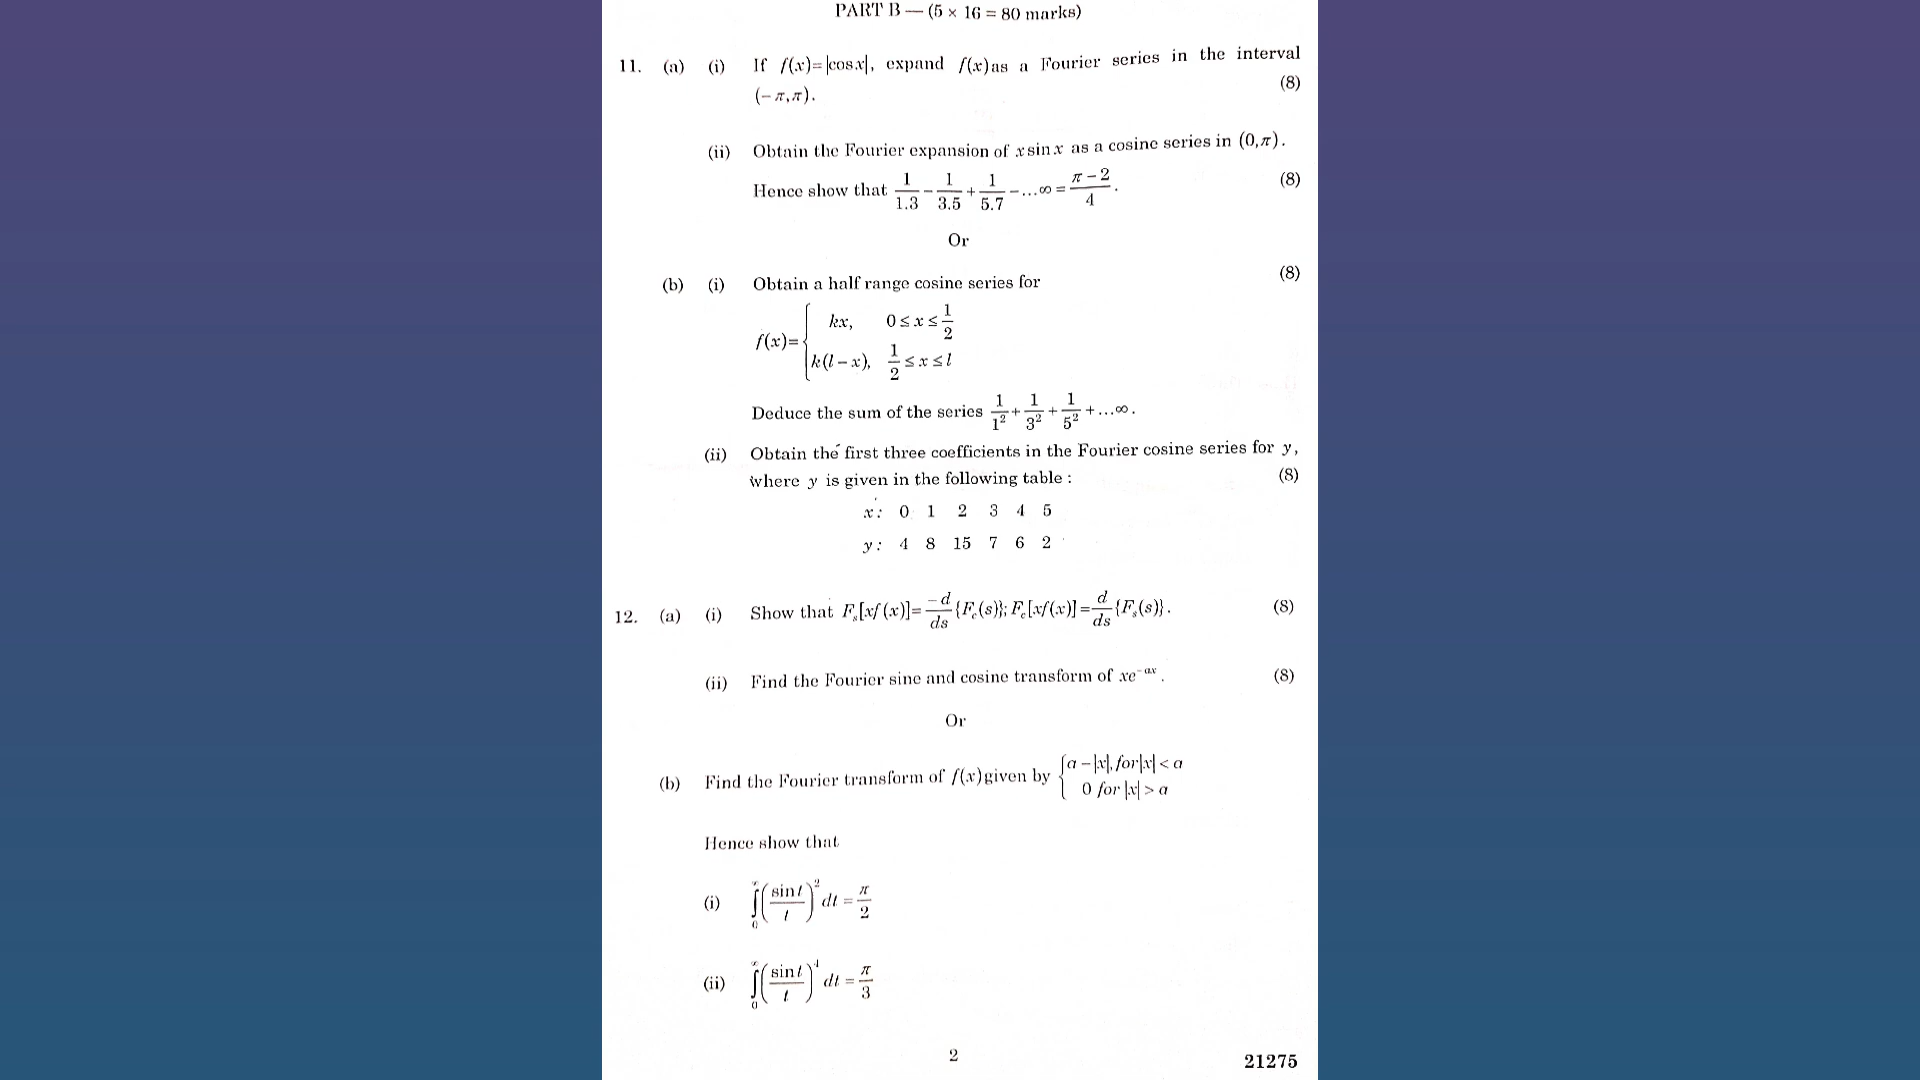 PART B — (5 × 16 = 80 marks)
11. (a) (i) If f(x)=|cos x|, expand f(x) as a Fourier series in the interval
(−π,π). (8)
(ii) Obtain the Fourier expansion of x sin x as a cosine series in (0,π).
Hence show that 1/1.3 − 1/3.5 + 1/5.7 − ...∞ = (π−2)/4. (8)
Or
(b) (i) Obtain a half range cosine series for (8)
f(x)= { kx, 0 ≤ x ≤ 1/2
k(l − x), 1/2 ≤ x ≤ l
Deduce the sum of the series 1/1² + 1/3² + 1/5² + ...∞.
(ii) Obtain the first three coefficients in the Fourier cosine series for y,
where y is given in the following table : (8)
x: 0 1 2 3 4 5
y: 4 8 15 7 6 2
12. (a) (i) Show that F_s[xf(x)] = −d/ds {F_c(s)}; F_c[xf(x)] = d/ds {F_s(s)}. (8)
(ii) Find the Fourier sine and cosine transform of xe^−ax. (8)
Or
(b) Find the Fourier transform of f(x) given by { a − |x|, for |x| < a
0 for |x| > a
Hence show that
(i) ∫₀^∞ (sin t / t)² dt = π/2
(ii) ∫₀^∞ (sin t / t)⁴ dt = π/3
2
21275